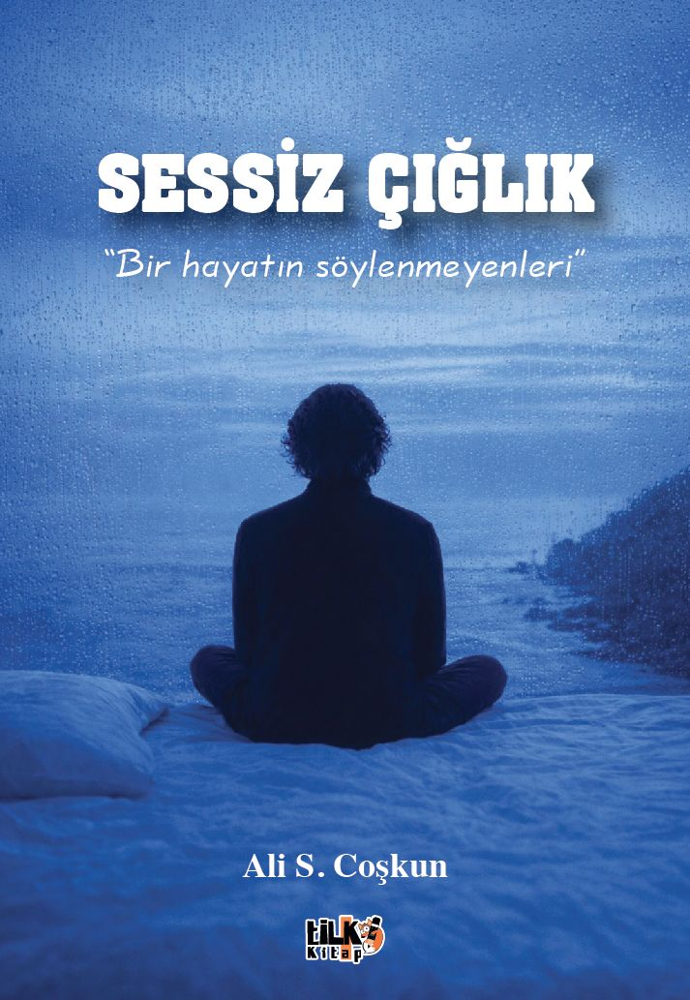 SESSİZ ÇIĞLIK
“Bir hayatın söylenmeyenleri”
Ali S. Coşkun
tiLKİ
Kitap